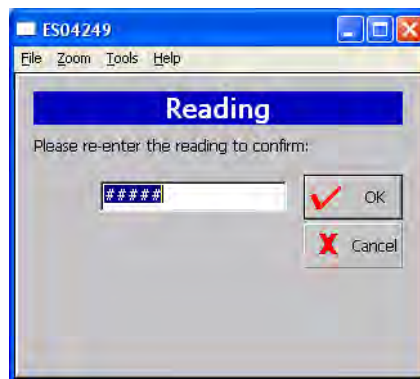 ES04249
File Zoom Tools Help
Reading
Please re-enter the reading to confirm:
#####
OK
Cancel